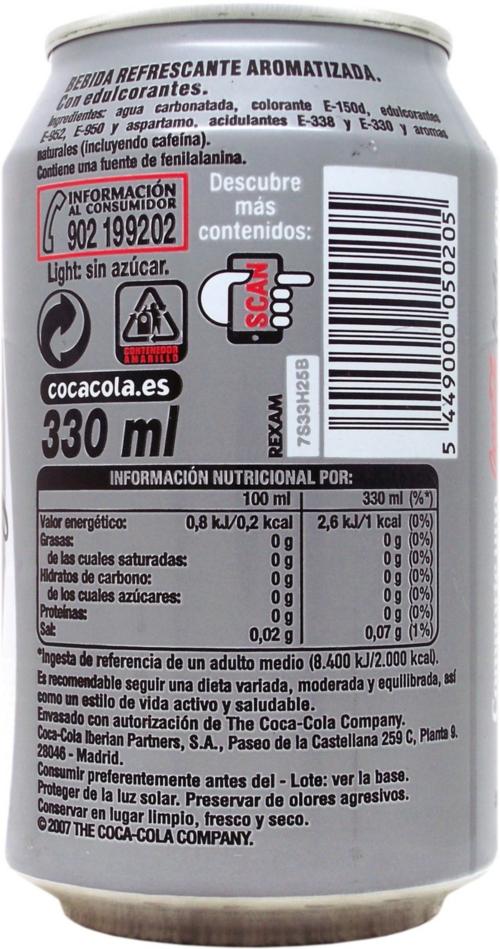 BEBIDA REFRESCANTE AROMATIZADA.
Con edulcorantes.
Ingredientes: agua carbonatada, colorante E-150d, edulcorantes
E-952, E-950 y aspartamo, acidulantes E-338 y E-330 y aromas
naturales (incluyendo cafeína).
Contiene una fuente de fenilalanina.
INFORMACIÓN
AL CONSUMIDOR
902 199202
Light: sin azúcar.
Descubre
más
contenidos:
SCAN
CONTENEDOR
AMARILLO
cocacola.es
330 ml
REXAM
7S33H25B
5 449000 050205
INFORMACIÓN NUTRICIONAL POR:
100 ml 330 ml (%*)
Valor energético: 0,8 kJ/0,2 kcal 2,6 kJ/1 kcal (0%)
Grasas: 0 g 0 g (0%)
de las cuales saturadas: 0 g 0 g (0%)
Hidratos de carbono: 0 g 0 g (0%)
de los cuales azúcares: 0 g 0 g (0%)
Proteínas: 0 g 0 g (0%)
Sal: 0,02 g 0,07 g (1%)
*Ingesta de referencia de un adulto medio (8.400 kJ/2.000 kcal).
Es recomendable seguir una dieta variada, moderada y equilibrada, así
como un estilo de vida activo y saludable.
Envasado con autorización de The Coca-Cola Company.
Coca-Cola Iberian Partners, S.A., Paseo de la Castellana 259 C, Planta 9.
28046 - Madrid.
Consumir preferentemente antes del - Lote: ver la base.
Proteger de la luz solar. Preservar de olores agresivos.
Conservar en lugar limpio, fresco y seco.
©2007 THE COCA-COLA COMPANY.